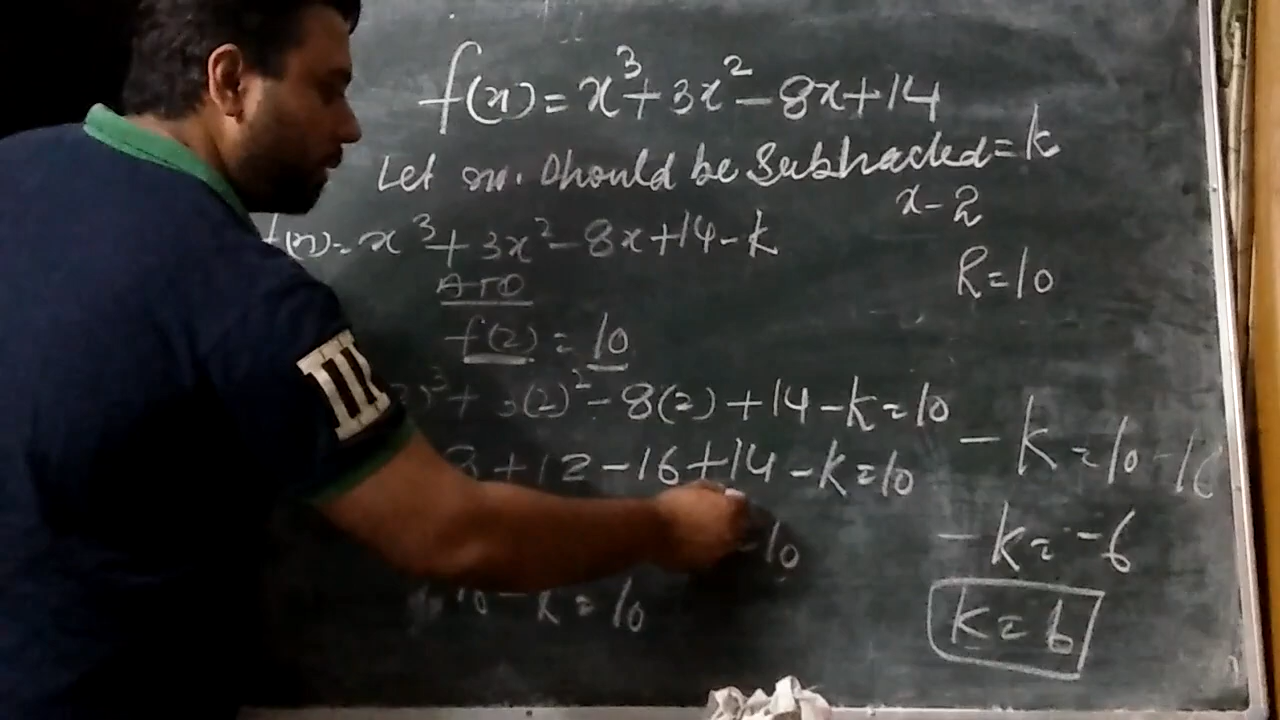 f(x) = x³ + 3x² - 8x + 14
Let no. Should be Subtracted = k
x - 2
f(x) = x³ + 3x² - 8x + 14 - k
R = 10
ATQ
f(2) = 10
2)³ + 3(2)² - 8(2) + 14 - k = 10
- k = 10 - 16
8 + 12 - 16 + 14 - k = 10
= 10
- k = -6
- k = 10
k = 6
III